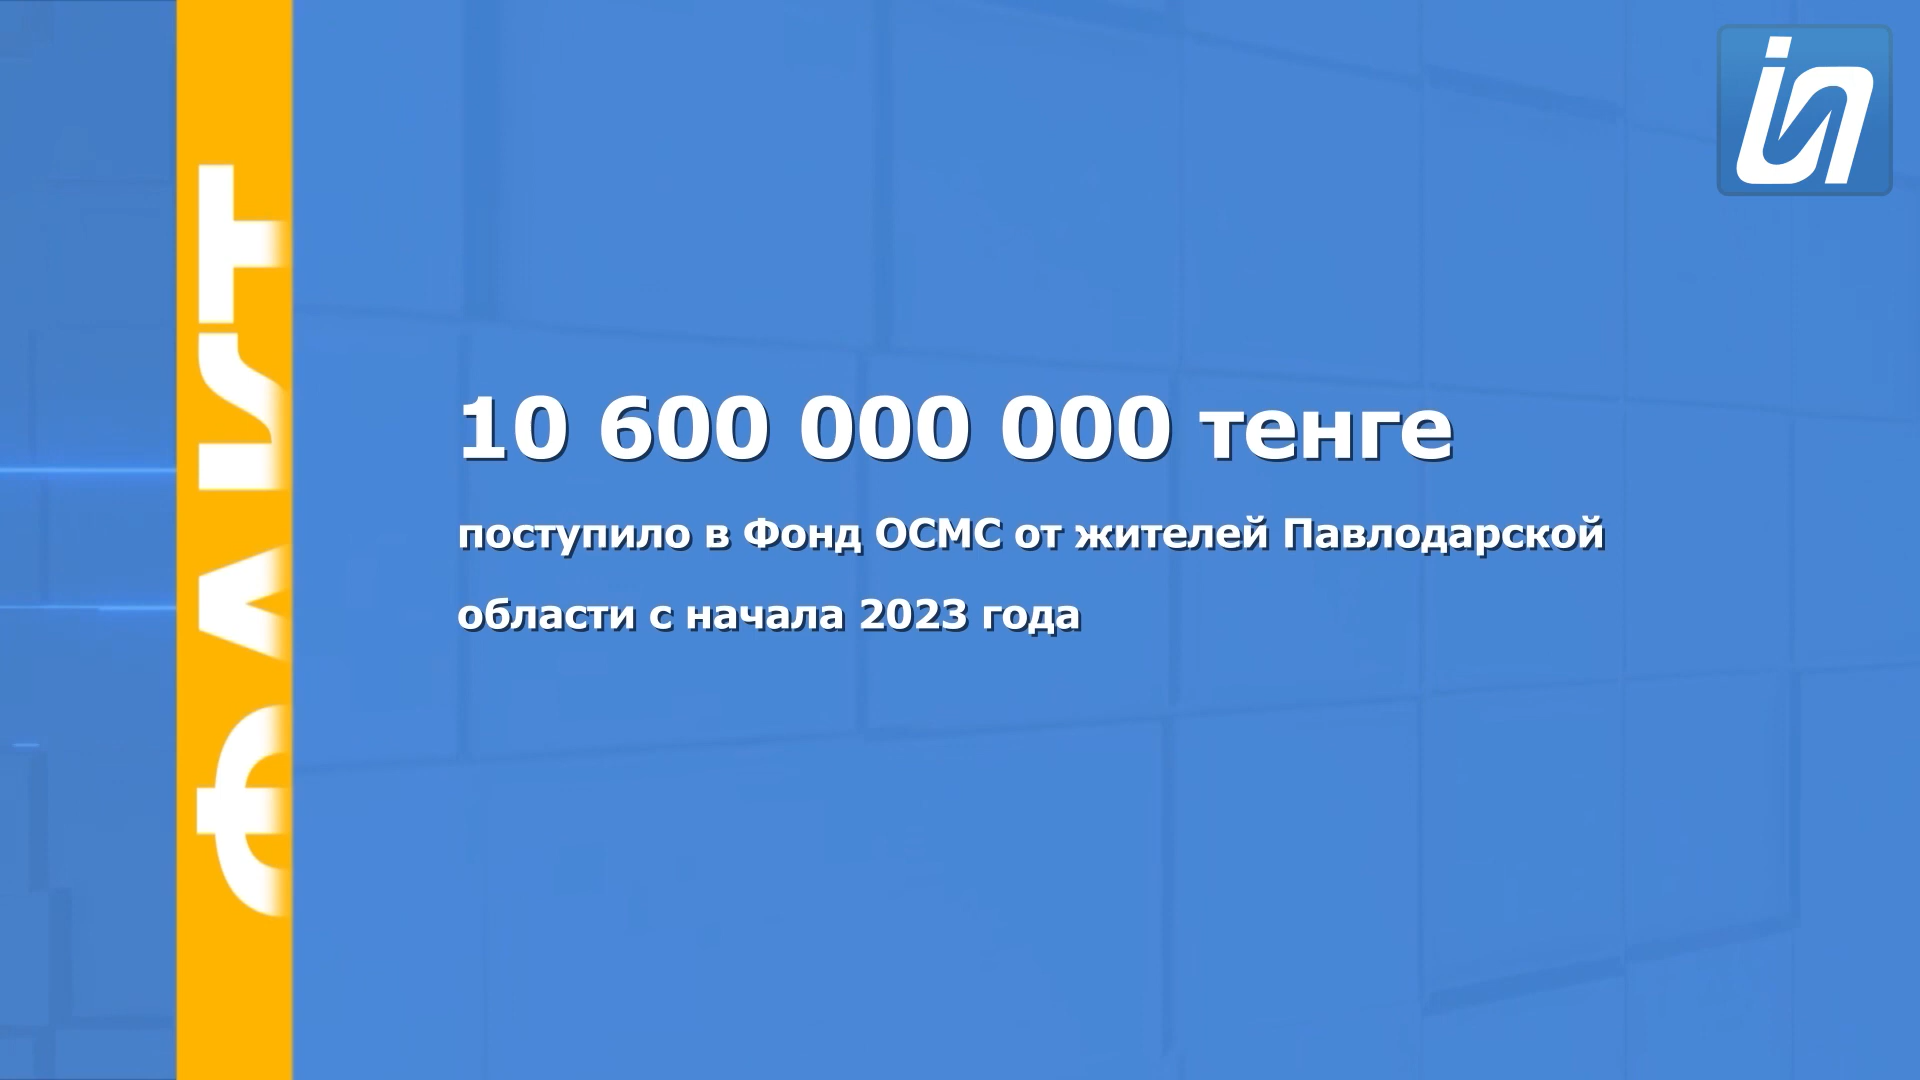 ФАКТ
10 600 000 000 тенге
поступило в Фонд ОСМС от жителей Павлодарской
области с начала 2023 года